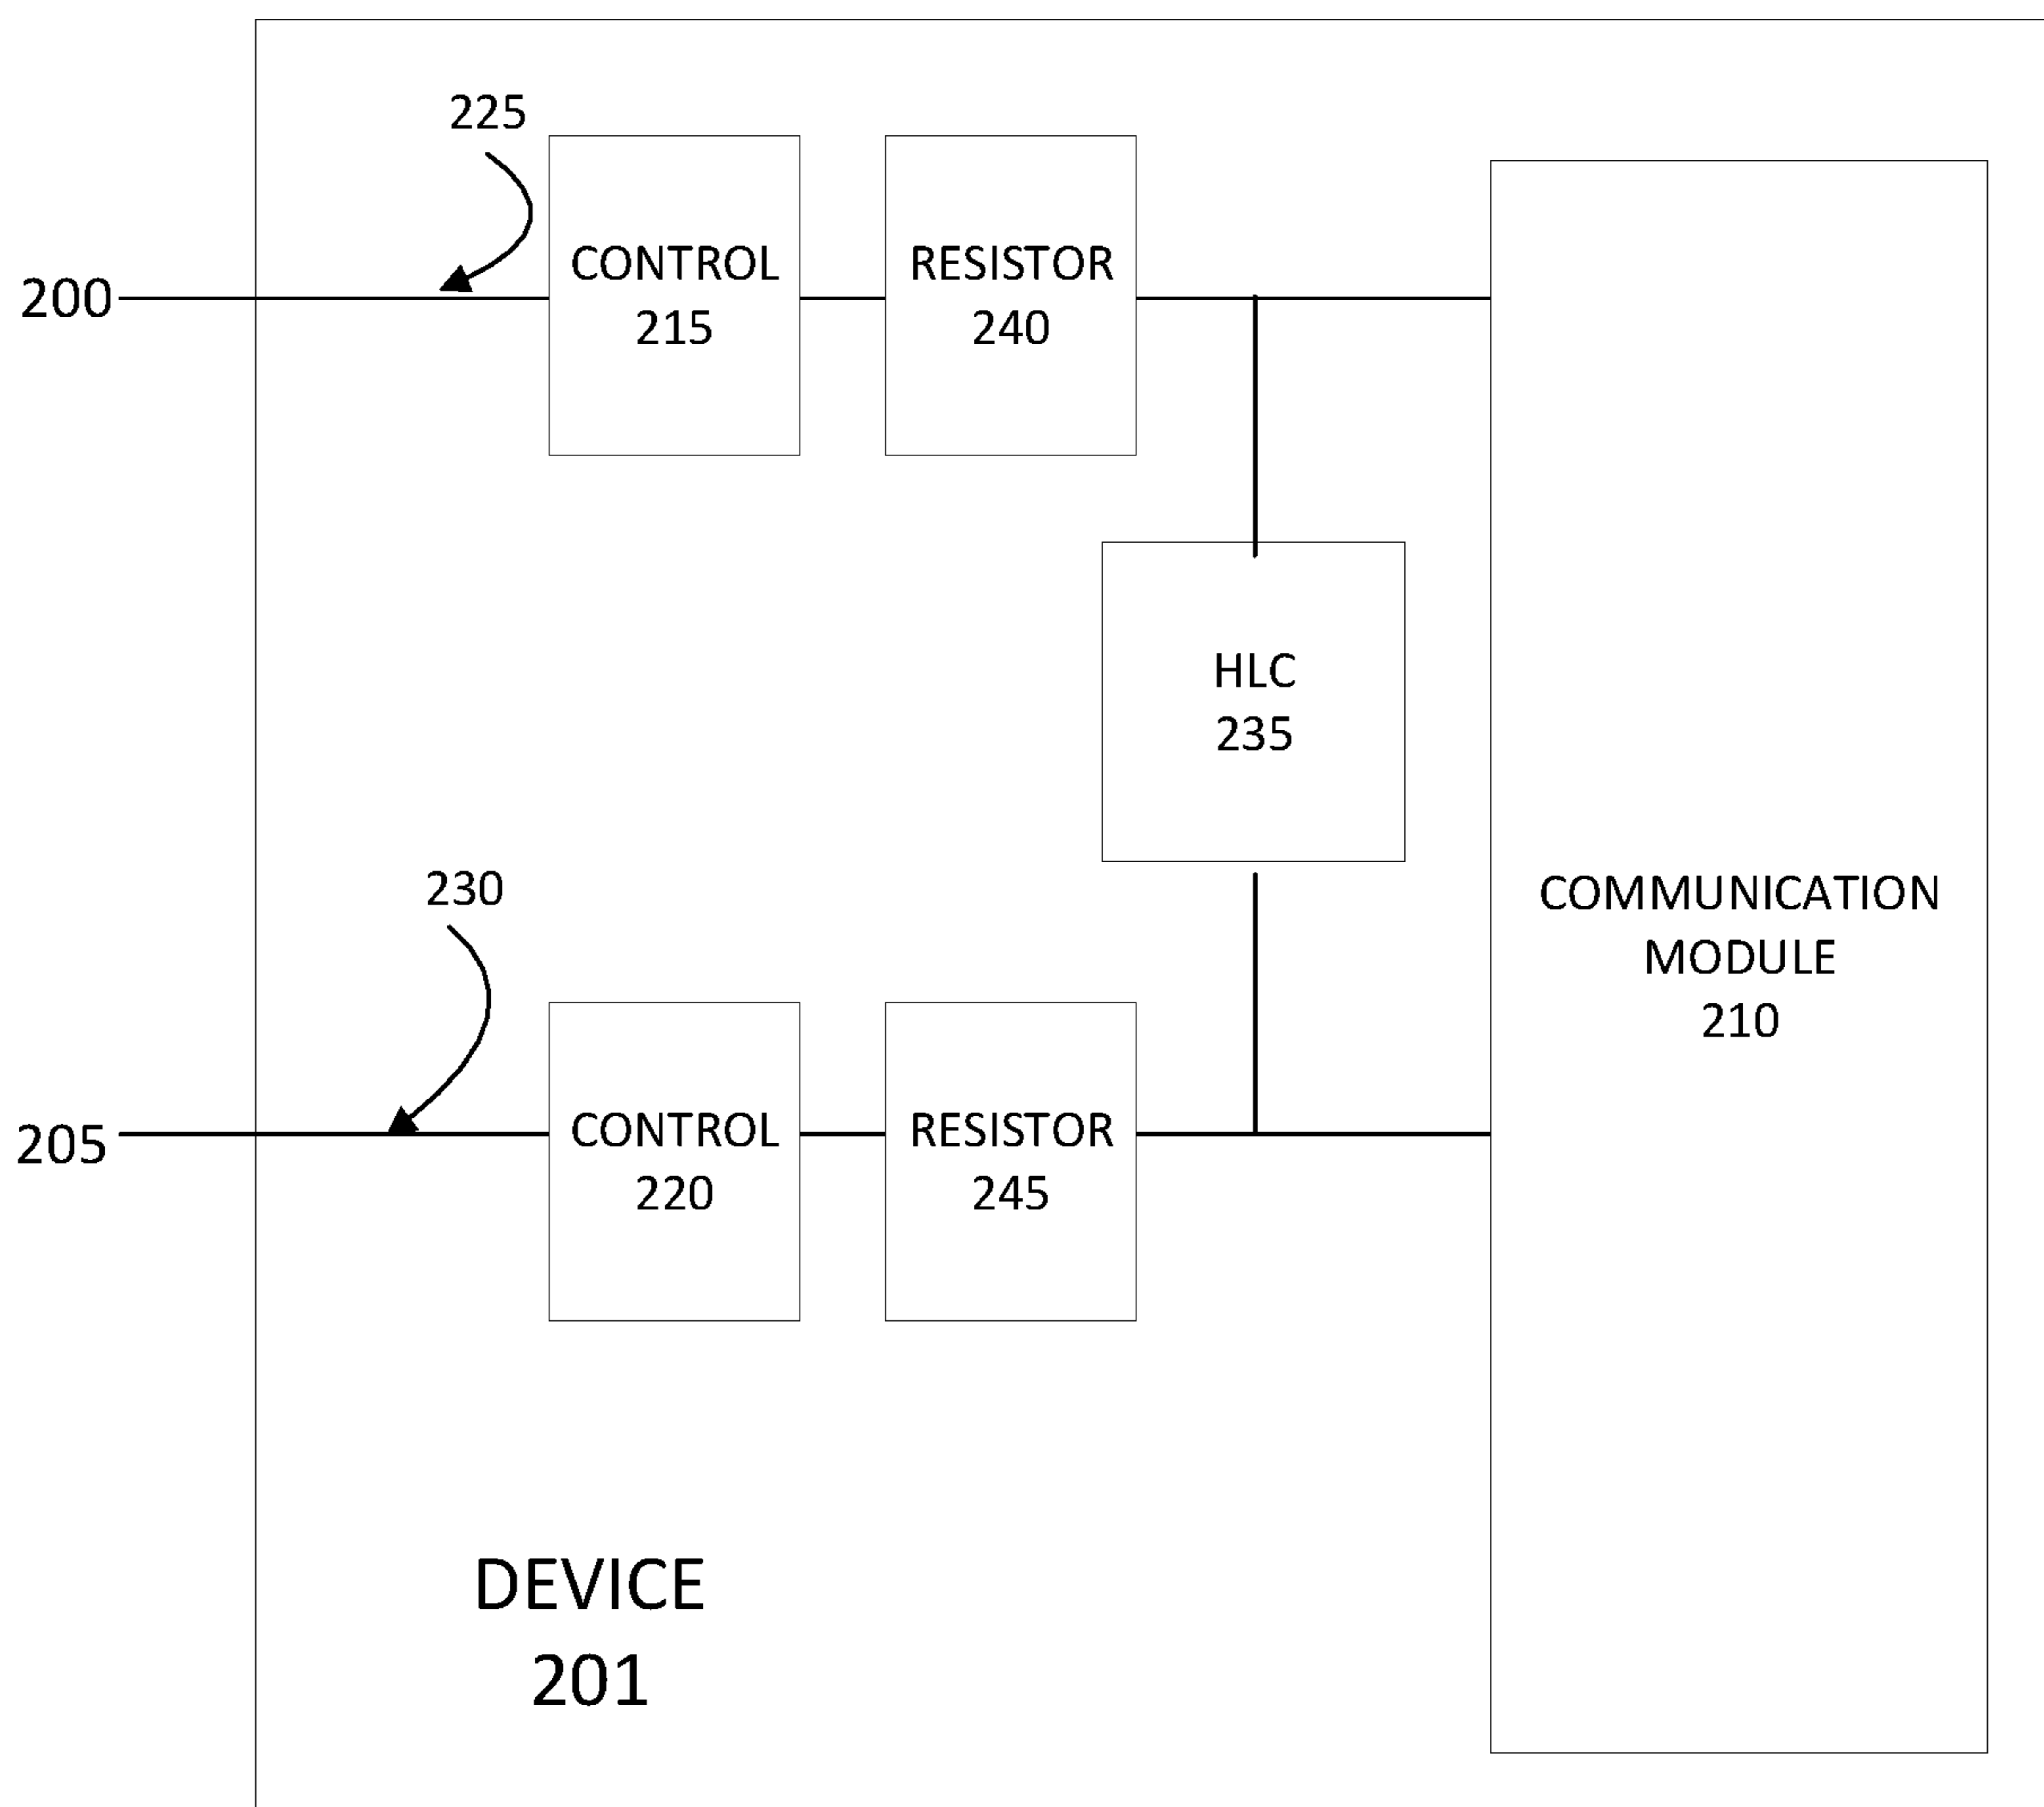 225
CONTROL
215
RESISTOR
240
200
HLC
235
230
COMMUNICATION
MODULE
210
CONTROL
220
RESISTOR
245
205
DEVICE
201